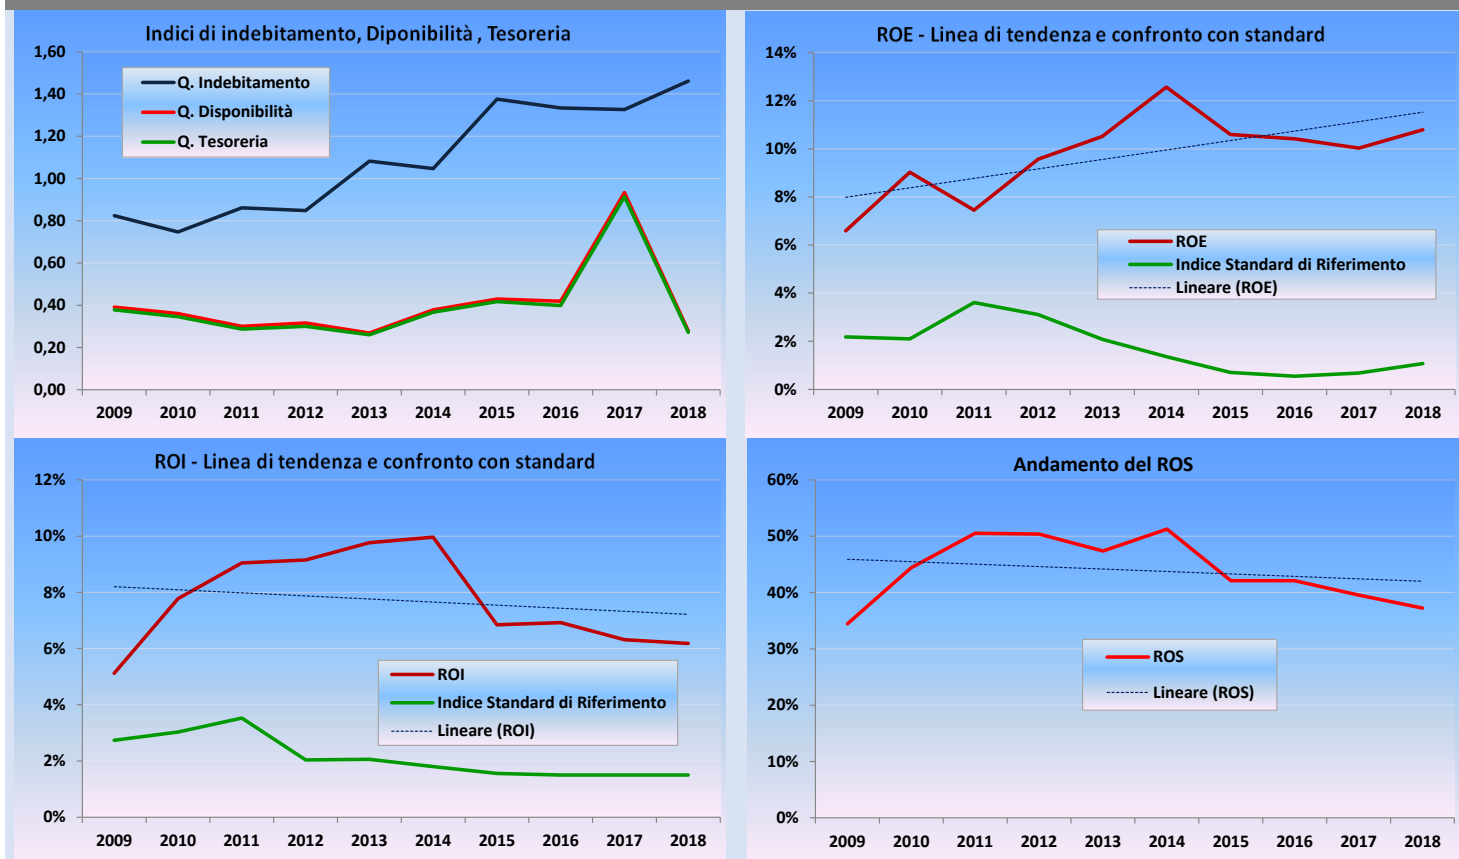 Indici di indebitamento, Diponibilità , Tesoreria
1,60
1,40
1,20
1,00
0,80
0,60
0,40
0,20
0,00
Q. Indebitamento
Q. Disponibilità
Q. Tesoreria
2009 2010 2011 2012 2013 2014 2015 2016 2017 2018
ROE - Linea di tendenza e confronto con standard
14%
12%
10%
8%
6%
4%
2%
0%
ROE
Indice Standard di Riferimento
Lineare (ROE)
2009 2010 2011 2012 2013 2014 2015 2016 2017 2018
ROI - Linea di tendenza e confronto con standard
12%
10%
8%
6%
4%
2%
0%
ROI
Indice Standard di Riferimento
Lineare (ROI)
2009 2010 2011 2012 2013 2014 2015 2016 2017 2018
Andamento del ROS
60%
50%
40%
30%
20%
10%
0%
ROS
Lineare (ROS)
2009 2010 2011 2012 2013 2014 2015 2016 2017 2018